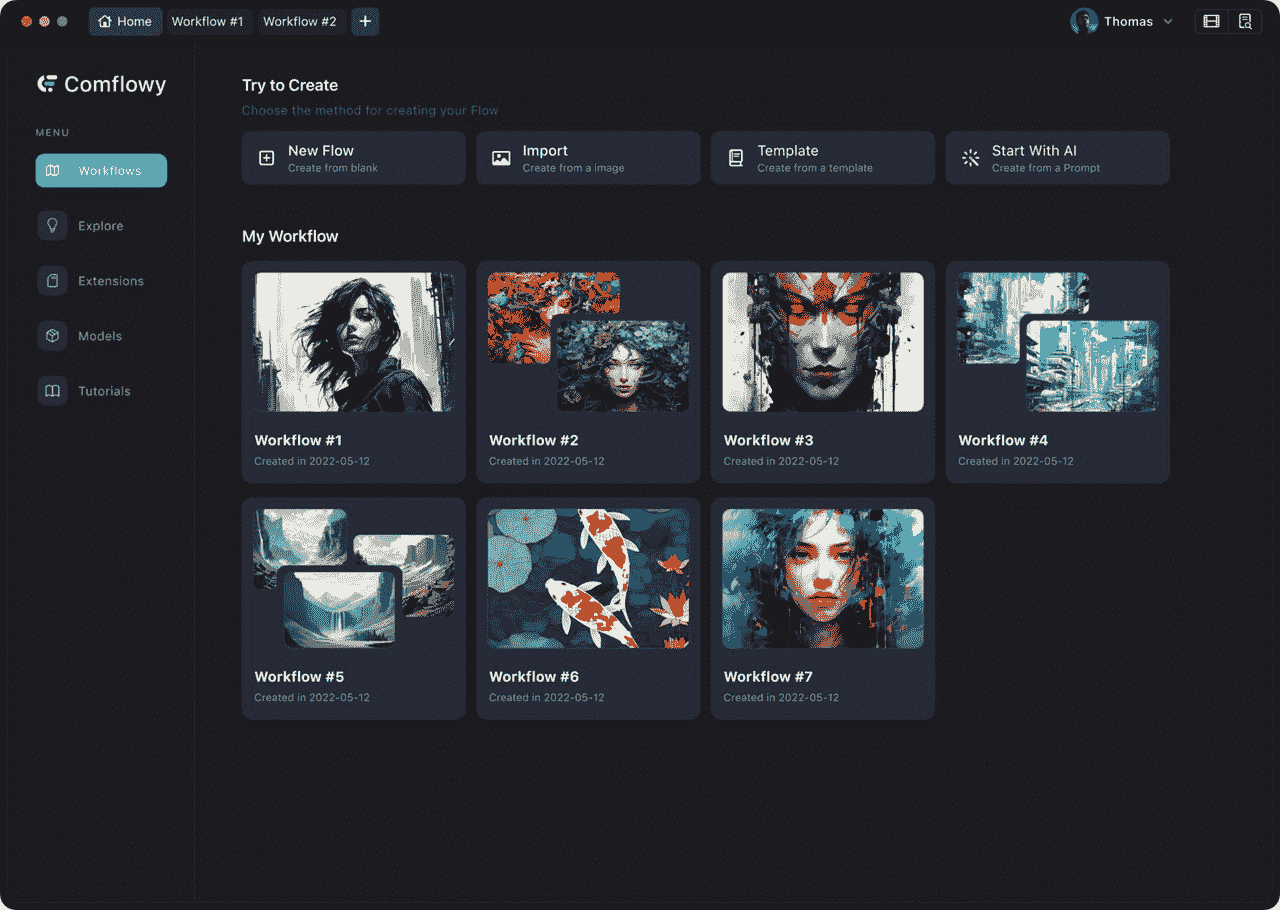 Home Workflow #1 Workflow #2 Thomas
Comflowy
MENU
Workflows
Explore
Extensions
Models
Tutorials
Try to Create
Choose the method for creating your Flow
New Flow
Create from blank
Import
Create from a image
Template
Create from a template
Start With AI
Create from a Prompt
My Workflow
Workflow #1
Created in 2022-05-12
Workflow #2
Created in 2022-05-12
Workflow #3
Created in 2022-05-12
Workflow #4
Created in 2022-05-12
Workflow #5
Created in 2022-05-12
Workflow #6
Created in 2022-05-12
Workflow #7
Created in 2022-05-12